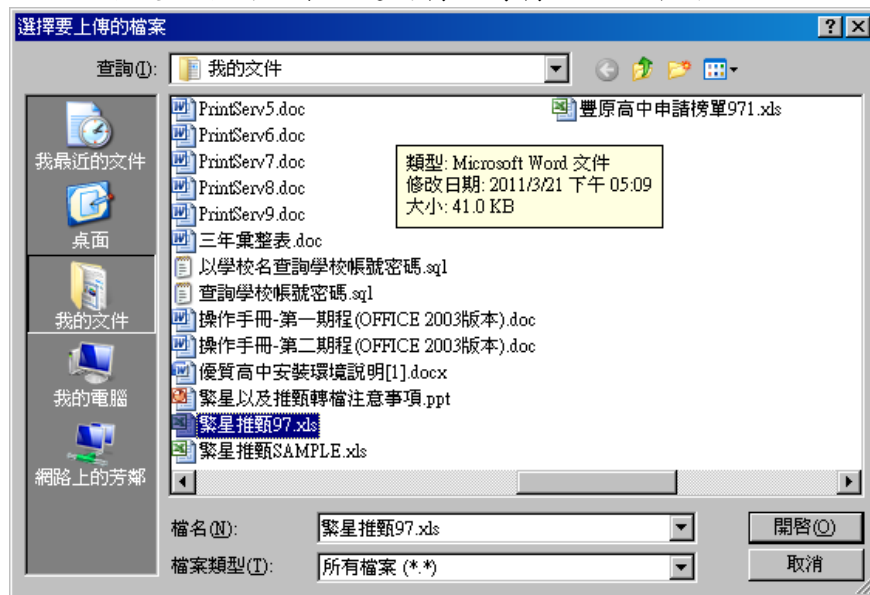 選擇要上傳的檔案
查詢(I):
我的文件
我最近的文件
桌面
我的文件
我的電腦
網路上的芳鄰
PrintServ5.doc
PrintServ6.doc
PrintServ7.doc
PrintServ8.doc
PrintServ9.doc
三年彙整表.doc
以學校名查詢學校帳號密碼.sql
查詢學校帳號密碼.sql
操作手冊-第一期程(OFFICE 2003版本).doc
操作手冊-第二期程(OFFICE 2003版本).doc
優質高中安裝環境說明[1].docx
繁星以及推甄轉檔注意事項.ppt
繁星推甄97.xls
繁星推甄SAMPLE.xls
豐原高中申請榜單971.xls
類型: Microsoft Word 文件
修改日期: 2011/3/21 下午 05:09
大小: 41.0 KB
檔名(N):
繁星推甄97.xls
開啓(O)
檔案類型(T):
所有檔案 (*.*)
取消